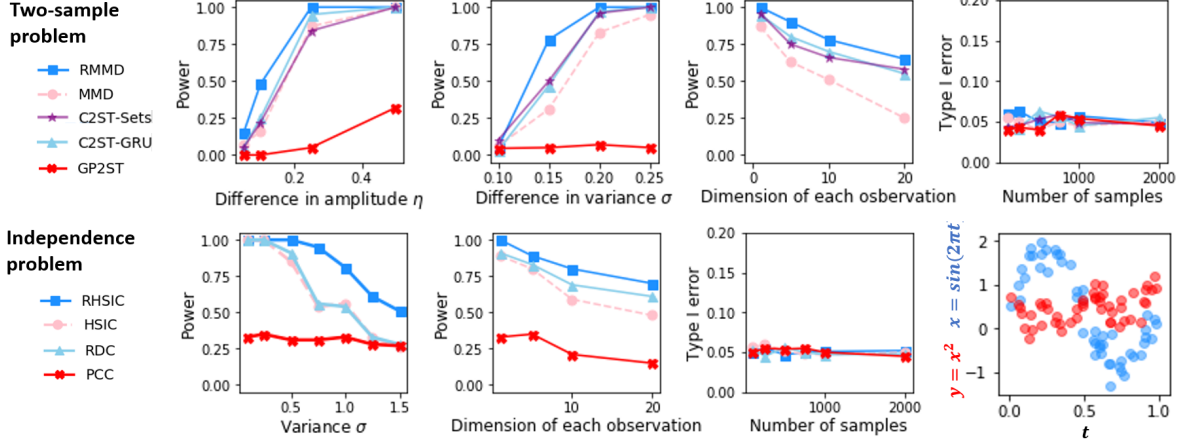 Two-sample
problem
RMMD
MMD
C2ST-Sets
C2ST-GRU
GP2ST
Power
1.00
0.75
0.50
0.25
0.00
0.2
0.4
Difference in amplitude η
Power
1.00
0.75
0.50
0.25
0.00
0.10
0.15
0.20
0.25
Difference in variance σ
Power
1.00
0.75
0.50
0.25
0.00
0
10
20
Dimension of each osbervation
Type I error
0.20
0.15
0.10
0.05
0.00
1000
2000
Number of samples
Independence
problem
RHSIC
HSIC
RDC
PCC
Power
1.00
0.75
0.50
0.25
0.00
0.5
1.0
1.5
Variance σ
Power
1.00
0.75
0.50
0.25
0.00
10
20
Dimension of each observation
Type I error
0.20
0.15
0.10
0.05
0.00
1000
2000
Number of samples
y = x² x = sin(2πt
2
1
0
−1
0.0
0.5
1.0
t